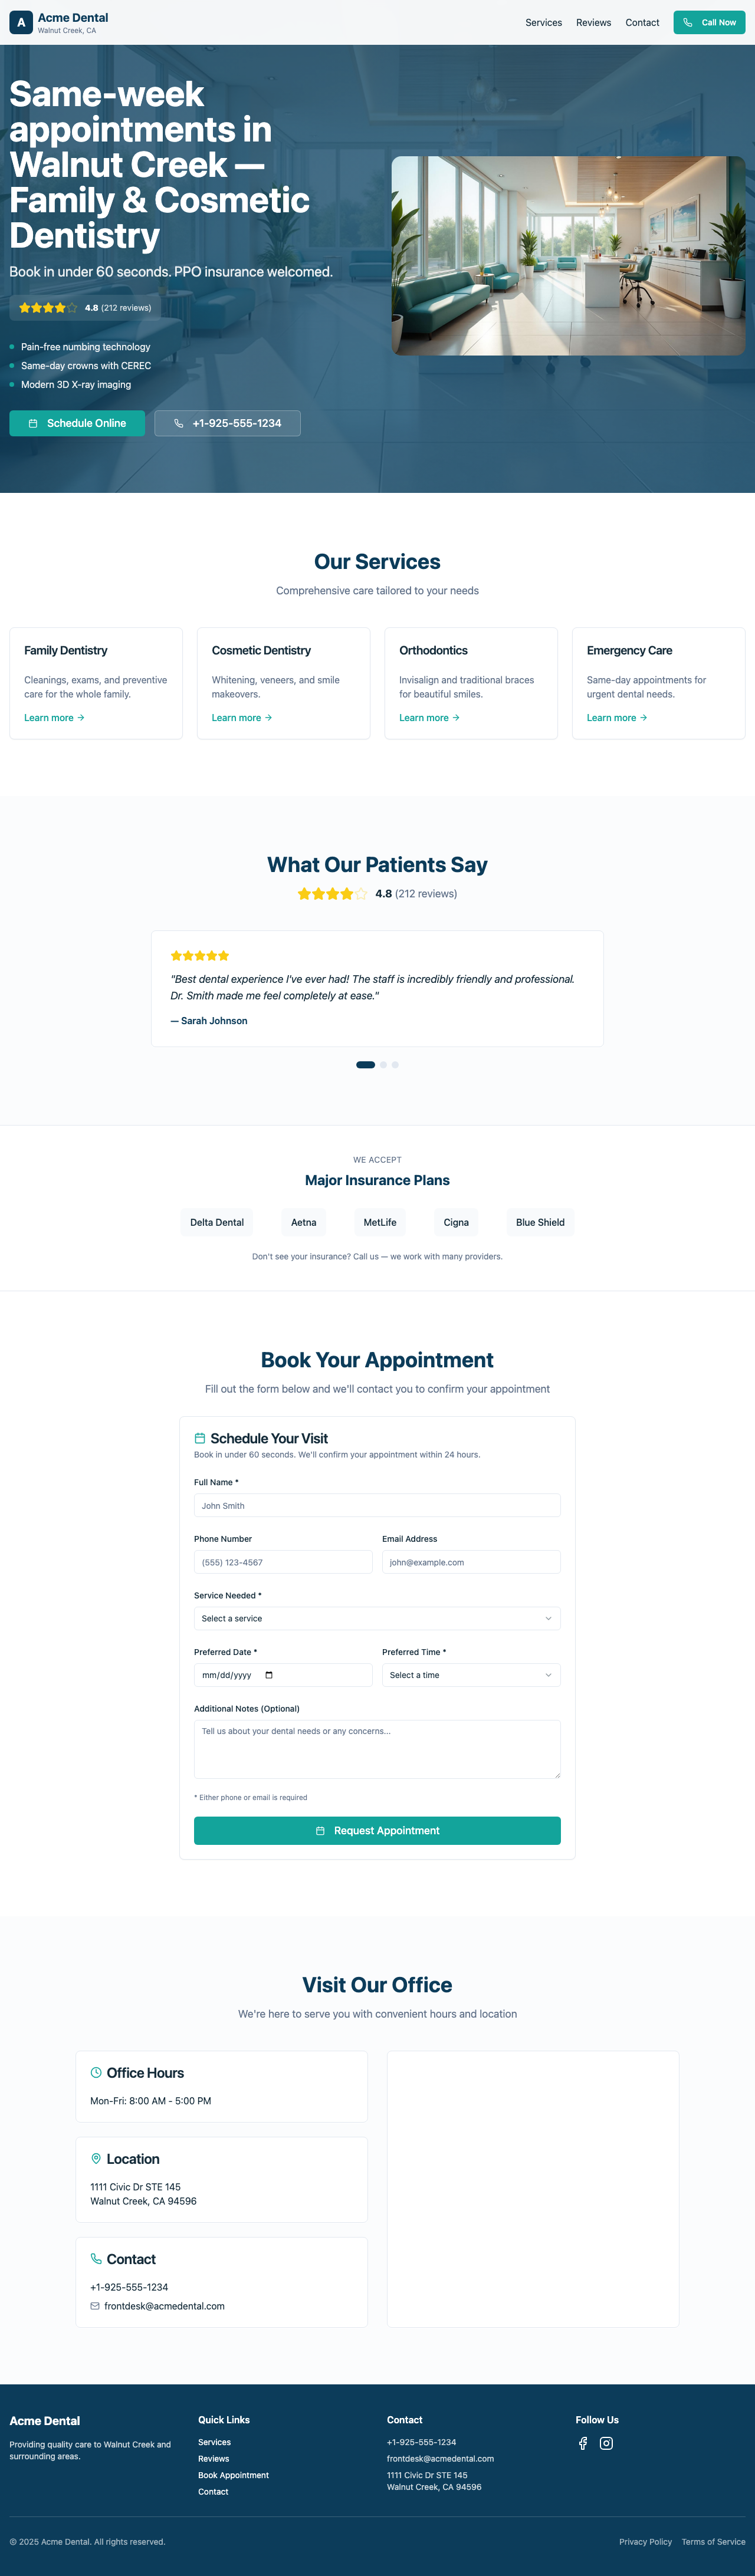 A
Acme Dental
Walnut Creek, CA
Services
Reviews
Contact
Call Now
Same-week
appointments in
Walnut Creek —
Family & Cosmetic
Dentistry
Book in under 60 seconds. PPO insurance welcomed.
4.8 (212 reviews)
Pain-free numbing technology
Same-day crowns with CEREC
Modern 3D X-ray imaging
Schedule Online
+1-925-555-1234
Our Services
Comprehensive care tailored to your needs
Family Dentistry
Cleanings, exams, and preventive
care for the whole family.
Learn more →
Cosmetic Dentistry
Whitening, veneers, and smile
makeovers.
Learn more →
Orthodontics
Invisalign and traditional braces
for beautiful smiles.
Learn more →
Emergency Care
Same-day appointments for
urgent dental needs.
Learn more →
What Our Patients Say
4.8 (212 reviews)
"Best dental experience I've ever had! The staff is incredibly friendly and professional.
Dr. Smith made me feel completely at ease."
— Sarah Johnson
WE ACCEPT
Major Insurance Plans
Delta Dental
Aetna
MetLife
Cigna
Blue Shield
Don't see your insurance? Call us — we work with many providers.
Book Your Appointment
Fill out the form below and we'll contact you to confirm your appointment
Schedule Your Visit
Book in under 60 seconds. We'll confirm your appointment within 24 hours.
Full Name *
John Smith
Phone Number
(555) 123-4567
Email Address
john@example.com
Service Needed *
Select a service
Preferred Date *
mm/dd/yyyy
Preferred Time *
Select a time
Additional Notes (Optional)
Tell us about your dental needs or any concerns...
* Either phone or email is required
Request Appointment
Visit Our Office
We're here to serve you with convenient hours and location
Office Hours
Mon-Fri: 8:00 AM - 5:00 PM
Location
1111 Civic Dr STE 145
Walnut Creek, CA 94596
Contact
+1-925-555-1234
frontdesk@acmedental.com
Acme Dental
Providing quality care to Walnut Creek and
surrounding areas.
Quick Links
Services
Reviews
Book Appointment
Contact
Contact
+1-925-555-1234
frontdesk@acmedental.com
1111 Civic Dr STE 145
Walnut Creek, CA 94596
Follow Us
© 2025 Acme Dental. All rights reserved.
Privacy Policy
Terms of Service